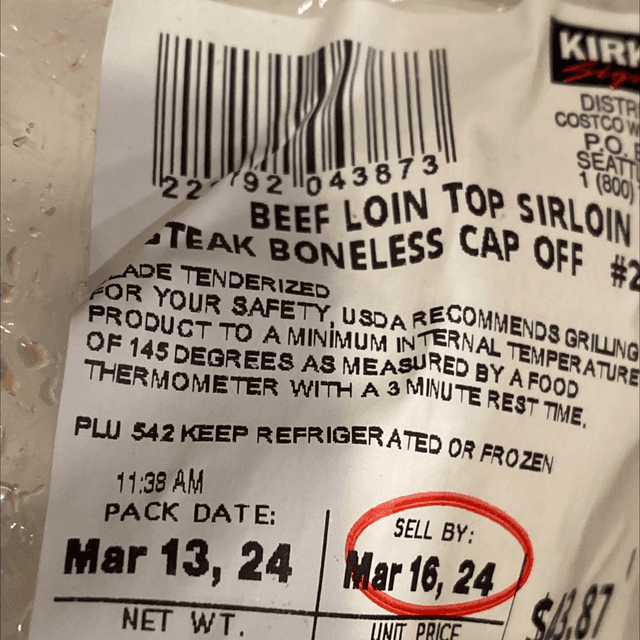 KIRK
DISTR
COSTCO W
P.O.
SEATT
1 (800)
043873
BEEF LOIN TOP SIRLOIN
STEAK BONELESS CAP OFF #2
LADE TENDERIZED
FOR YOUR SAFETY, USDA RECOMMENDS GRILLING
PRODUCT TO A MINIMUM INTERNAL TEMPERATURE
OF 145 DEGREES AS MEASURED BY A FOOD
THERMOMETER WITH A 3 MINUTE REST TIME.
PLU 542 KEEP REFRIGERATED OR FROZEN
11:38 AM
PACK DATE:
Mar 13, 24
SELL BY:
Mar 16, 24
NET WT.
UNIT PRICE